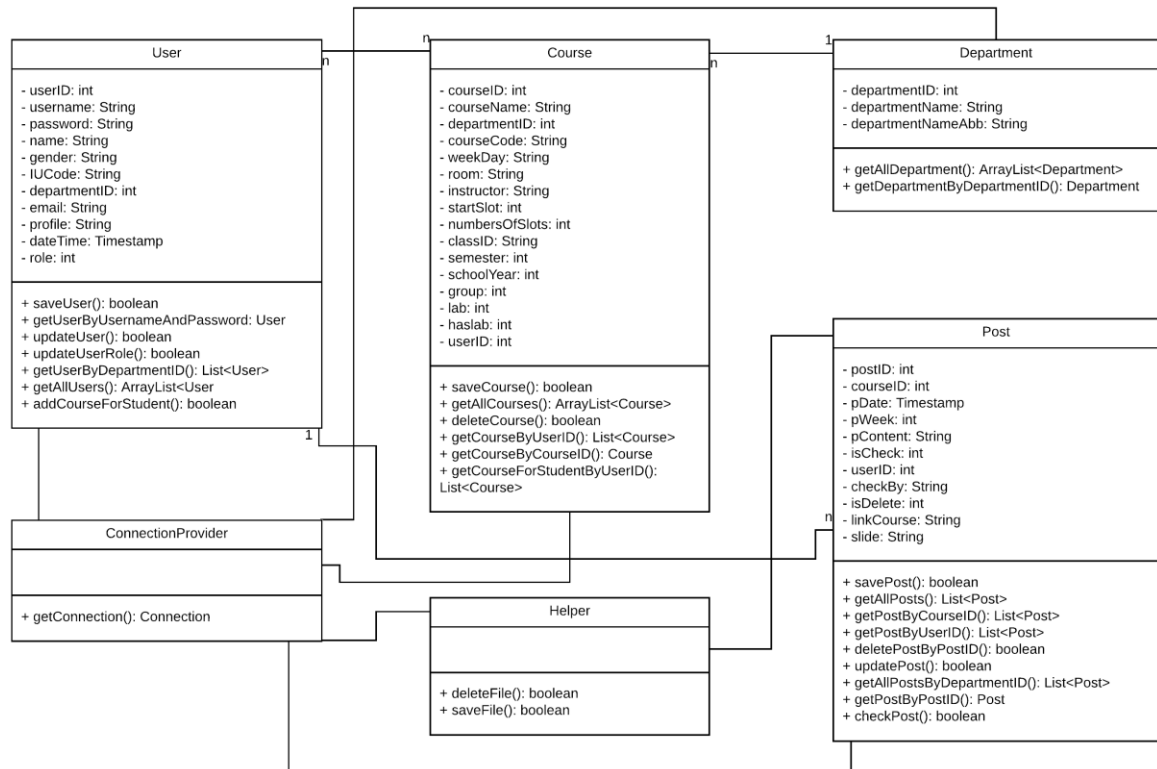 User
- userID: int
- username: String
- password: String
- name: String
- gender: String
- IUCode: String
- departmentID: int
- email: String
- profile: String
- dateTime: Timestamp
- role: int
+ saveUser(): boolean
+ getUserByUsernameAndPassword: User
+ updateUser(): boolean
+ updateUserRole(): boolean
+ getUserByDepartmentID(): List<User>
+ getAllUsers(): ArrayList<User
+ addCourseForStudent(): boolean
n
n
Course
- courseID: int
- courseName: String
- departmentID: int
- courseCode: String
- weekDay: String
- room: String
- instructor: String
- startSlot: int
- numbersOfSlots: int
- classID: String
- semester: int
- schoolYear: int
- group: int
- lab: int
- haslab: int
- userID: int
+ saveCourse(): boolean
+ getAllCourses(): ArrayList<Course>
+ deleteCourse(): boolean
+ getCourseByUserID(): List<Course>
+ getCourseByCourseID(): Course
+ getCourseForStudentByUserID():
List<Course>
n
1
Department
- departmentID: int
- departmentName: String
- departmentNameAbb: String
+ getAllDepartment(): ArrayList<Department>
+ getDepartmentByDepartmentID(): Department
1
n
Post
- postID: int
- courseID: int
- pDate: Timestamp
- pWeek: int
- pContent: String
- isCheck: int
- userID: int
- checkBy: String
- isDelete: int
- linkCourse: String
- slide: String
+ savePost(): boolean
+ getAllPosts(): List<Post>
+ getPostByCourseID(): List<Post>
+ getPostByUserID(): List<Post>
+ deletePostByPostID(): boolean
+ updatePost(): boolean
+ getAllPostsByDepartmentID(): List<Post>
+ getPostByPostID(): Post
+ checkPost(): boolean
ConnectionProvider
+ getConnection(): Connection
Helper
+ deleteFile(): boolean
+ saveFile(): boolean